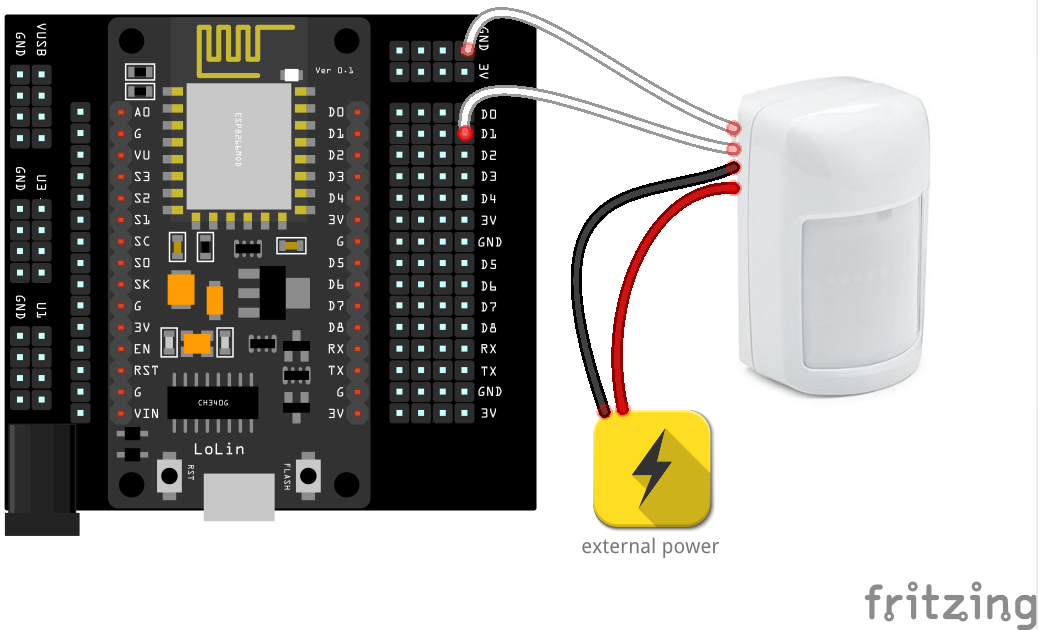 GND VUSB
GND U3
GND U1
ESP8266MOD
Ver 0.1
A0
G
VU
S3
S2
S1
SC
S0
SK
G
3V
EN
RST
G
VIN
D0
D1
D2
D3
D4
3V
G
D5
D6
D7
D8
RX
TX
G
3V
CH340G
LoLin
RST
FLASH
GND
3V
D0
D1
D2
D3
D4
3V
GND
D5
D6
D7
D8
RX
TX
GND
3V
external power
fritzing